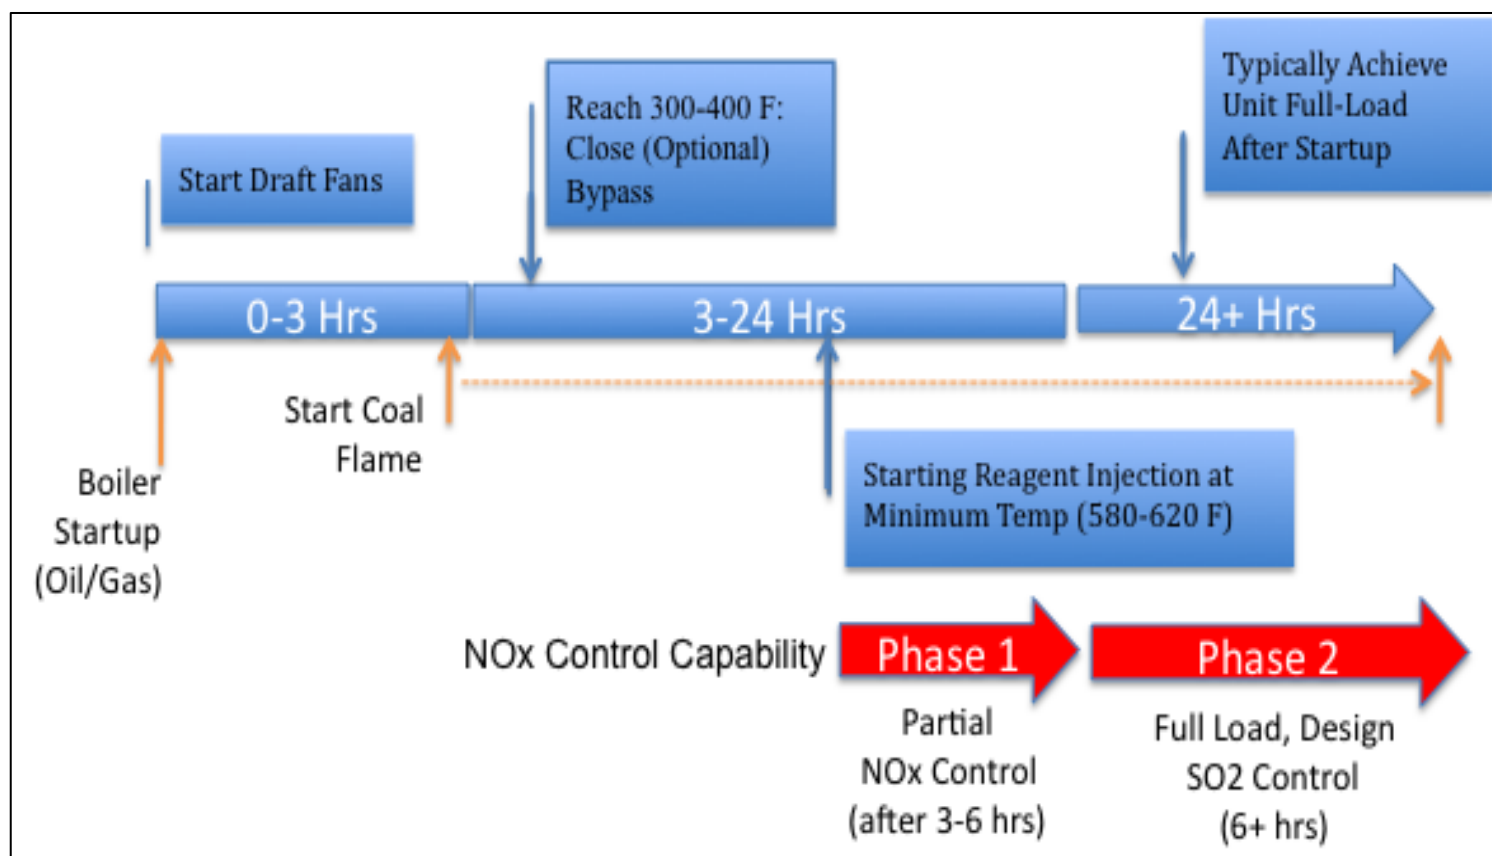 Start Draft Fans
Reach 300-400 F:
Close (Optional)
Bypass
Typically Achieve
Unit Full-Load
After Startup
0-3 Hrs
3-24 Hrs
24+ Hrs
Boiler
Startup
(Oil/Gas)
Start Coal
Flame
Starting Reagent Injection at
Minimum Temp (580-620 F)
NOx Control Capability
Phase 1
Phase 2
Partial
NOx Control
(after 3-6 hrs)
Full Load, Design
SO2 Control
(6+ hrs)